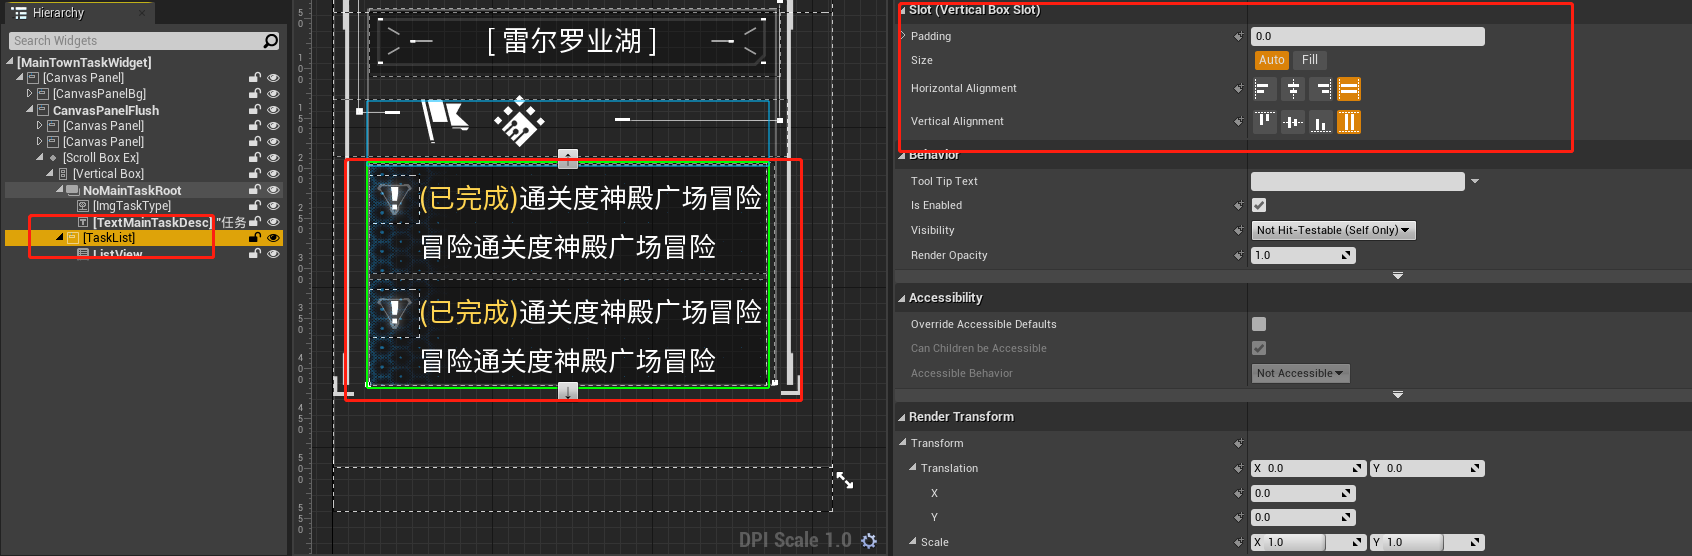 Hierarchy
Search Widgets
[MainTownTaskWidget]
[Canvas Panel]
[CanvasPanelBg]
CanvasPanelFlush
[Canvas Panel]
[Canvas Panel]
[Scroll Box Ex]
[Vertical Box]
NoMainTaskRoot
[ImgTaskType]
[TextMainTaskDesc] "任务
[TaskList]
ListView
[ 雷尔罗业湖 ]
(已完成)通关度神殿广场冒险
冒险通关度神殿广场冒险
(已完成)通关度神殿广场冒险
冒险通关度神殿广场冒险
DPI Scale 1.0
Slot (Vertical Box Slot)
Padding 0.0
Size Auto Fill
Horizontal Alignment
Vertical Alignment
Behavior
Tool Tip Text
Is Enabled
Visibility Not Hit-Testable (Self Only)
Render Opacity 1.0
Accessibility
Override Accessible Defaults
Can Children be Accessible
Accessible Behavior Not Accessible
Render Transform
Transform
Translation X 0.0 Y 0.0
X 0.0
Y 0.0
Scale X 1.0 Y 1.0